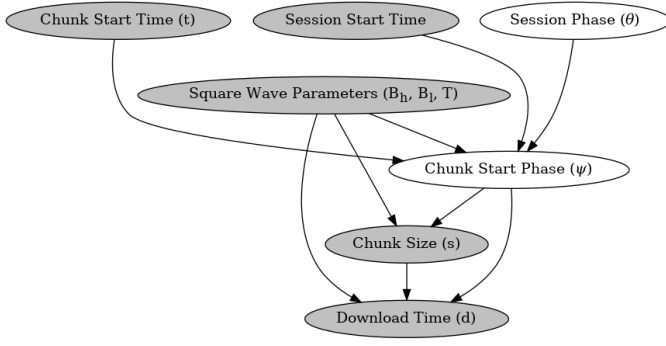 Chunk Start Time (t)
Session Start Time
Session Phase (θ)
Square Wave Parameters (Bh, Bl, T)
Chunk Start Phase (ψ)
Chunk Size (s)
Download Time (d)